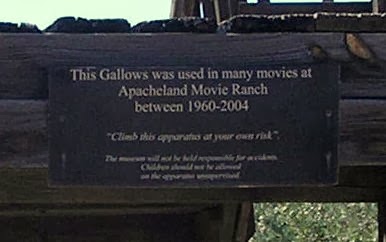 This Gallows was used in many movies at
Apacheland Movie Ranch
between 1960-2004
"Climb this apparatus at your own risk".
The museum will not be held responsible for accidents.
Children should not be allowed
on the apparatus unsupervised.